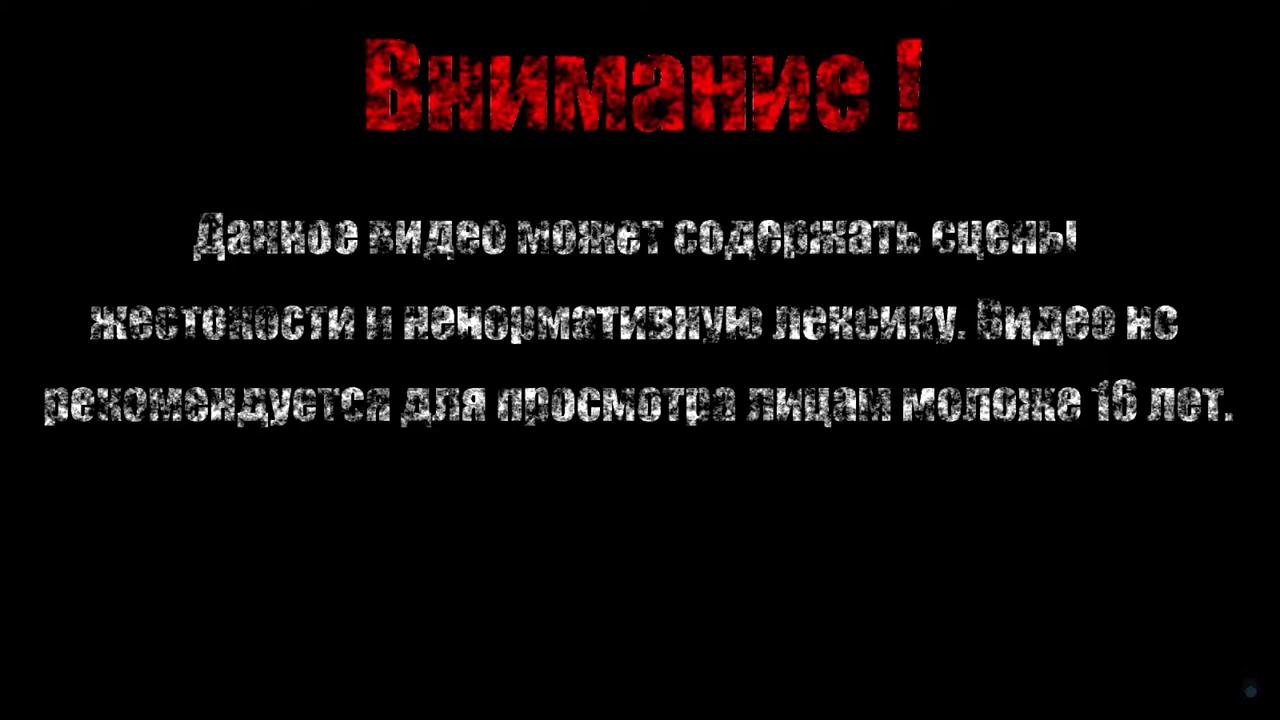 Внимание !
Данное видео может содержать сцены
жестокости и ненормативную лексику. Видео не
рекомендуется для просмотра лицам моложе 16 лет.